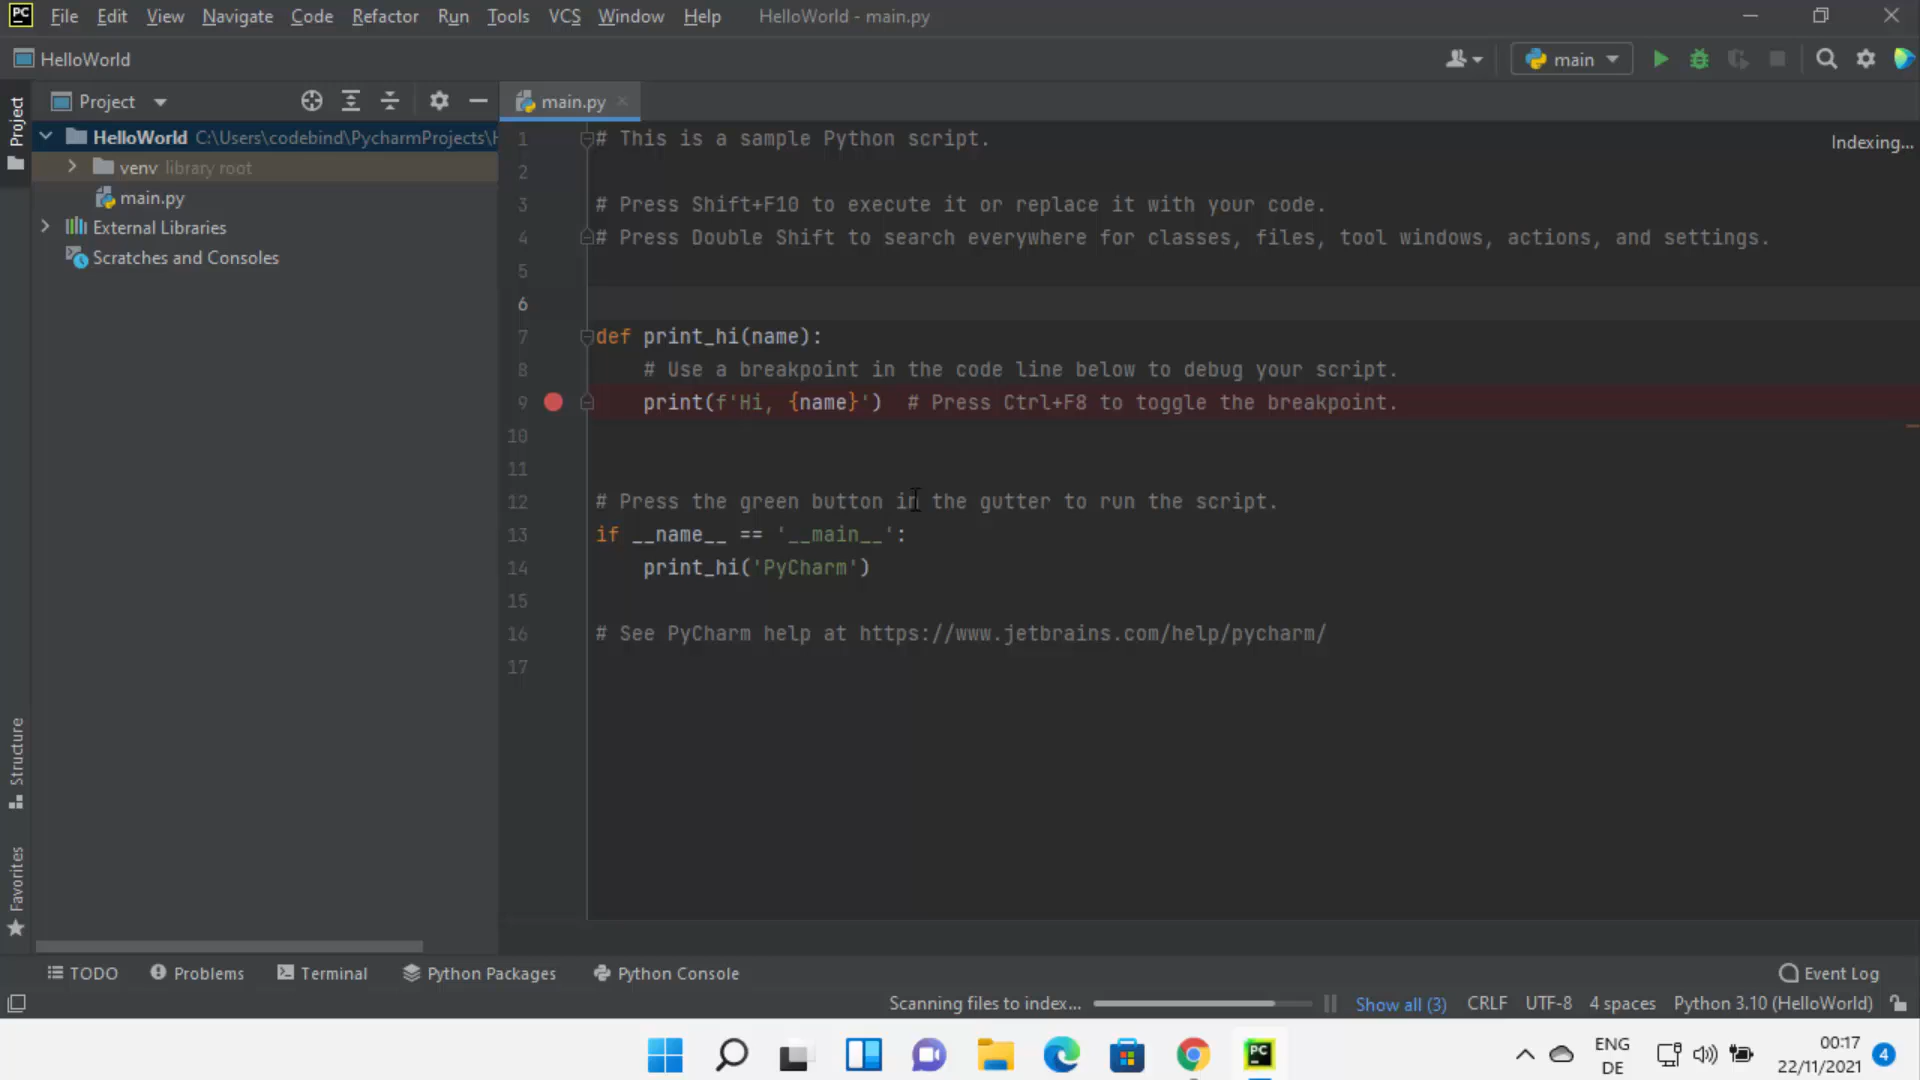 PC File Edit View Navigate Code Refactor Run Tools VCS Window Help HelloWorld - main.py
HelloWorld
main
Project
Project
main.py
HelloWorld C:\Users\codebind\PycharmProjects\
venv library root
main.py
External Libraries
Scratches and Consoles
Indexing...
1 # This is a sample Python script.
2
3 # Press Shift+F10 to execute it or replace it with your code.
4 # Press Double Shift to search everywhere for classes, files, tool windows, actions, and settings.
5
6
7 def print_hi(name):
8 # Use a breakpoint in the code line below to debug your script.
9 print(f'Hi, {name}') # Press Ctrl+F8 to toggle the breakpoint.
10
11
12 # Press the green button in the gutter to run the script.
13 if __name__ == '__main__':
14 print_hi('PyCharm')
15
16 # See PyCharm help at https://www.jetbrains.com/help/pycharm/
17
Structure
Favorites
TODO Problems Terminal Python Packages Python Console Event Log
Scanning files to index... Show all (3) CRLF UTF-8 4 spaces Python 3.10 (HelloWorld)
PC
ENG
DE
00:17
22/11/2021
4